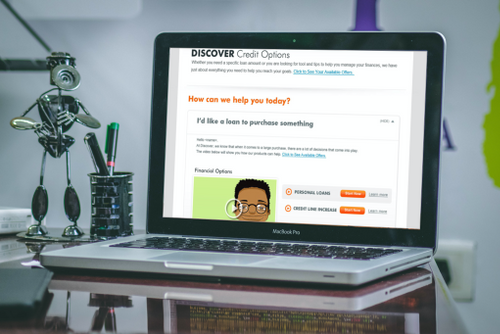 DISCOVER Credit Options
Whether you need a specific loan amount or you are looking for tool and tips to help you manage your finances, we have
just about everything you need to help you reach your goals. Click to See Your Available Offers.
How can we help you today?
I'd like a loan to purchase something
At Discover, we know that when it comes to a large purchase, there are a lot of decisions that come into play.
The video below will show you how our products can help. Click to See Available Offers.
Financial Options
PERSONAL LOANS Start Now Learn more
CREDIT LINE INCREASE Start Now Learn more
MacBook Pro